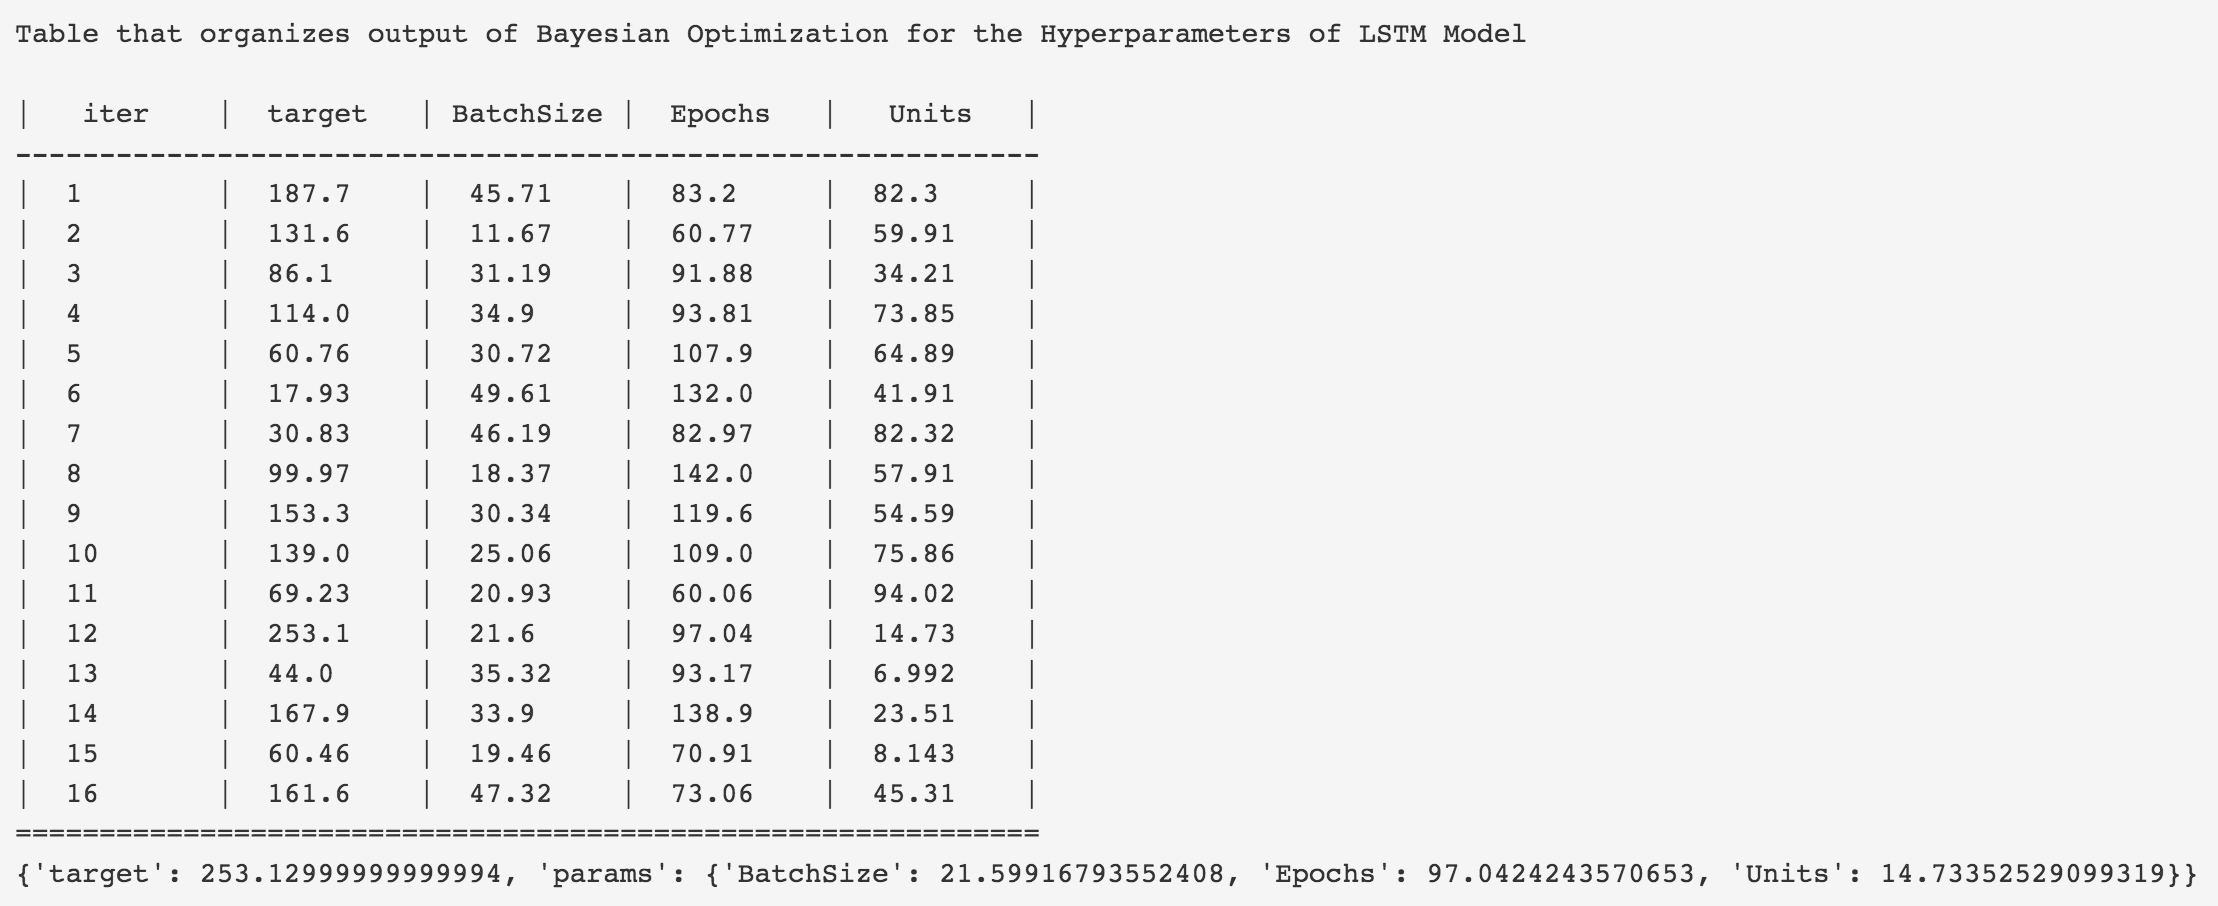 Table that organizes output of Bayesian Optimization for the Hyperparameters of LSTM Model
| iter | target | BatchSize | Epochs | Units |
-------------------------------------------------------------
| 1 | 187.7 | 45.71 | 83.2 | 82.3 |
| 2 | 131.6 | 11.67 | 60.77 | 59.91 |
| 3 | 86.1 | 31.19 | 91.88 | 34.21 |
| 4 | 114.0 | 34.9 | 93.81 | 73.85 |
| 5 | 60.76 | 30.72 | 107.9 | 64.89 |
| 6 | 17.93 | 49.61 | 132.0 | 41.91 |
| 7 | 30.83 | 46.19 | 82.97 | 82.32 |
| 8 | 99.97 | 18.37 | 142.0 | 57.91 |
| 9 | 153.3 | 30.34 | 119.6 | 54.59 |
| 10 | 139.0 | 25.06 | 109.0 | 75.86 |
| 11 | 69.23 | 20.93 | 60.06 | 94.02 |
| 12 | 253.1 | 21.6 | 97.04 | 14.73 |
| 13 | 44.0 | 35.32 | 93.17 | 6.992 |
| 14 | 167.9 | 33.9 | 138.9 | 23.51 |
| 15 | 60.46 | 19.46 | 70.91 | 8.143 |
| 16 | 161.6 | 47.32 | 73.06 | 45.31 |
=============================================================
{'target': 253.12999999999994, 'params': {'BatchSize': 21.59916793552408, 'Epochs': 97.0424243570653, 'Units': 14.73352529099319}}